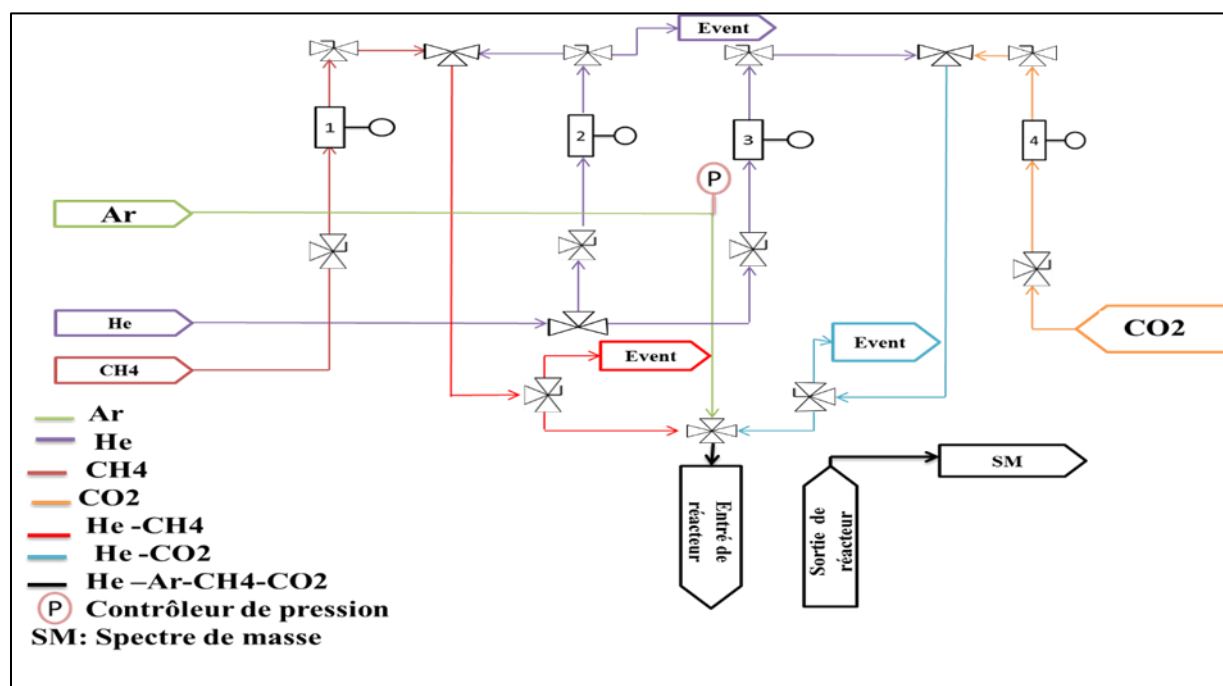 Event
1
2
3
4
P
Ar
He
CO2
Event
Event
CH4
Ar
He
CH4
CO2
He -CH4
He -CO2
He –Ar-CH4-CO2
P Contrôleur de pression
SM: Spectre de masse
SM
Entré de
réacteur
Sortie de
réacteur